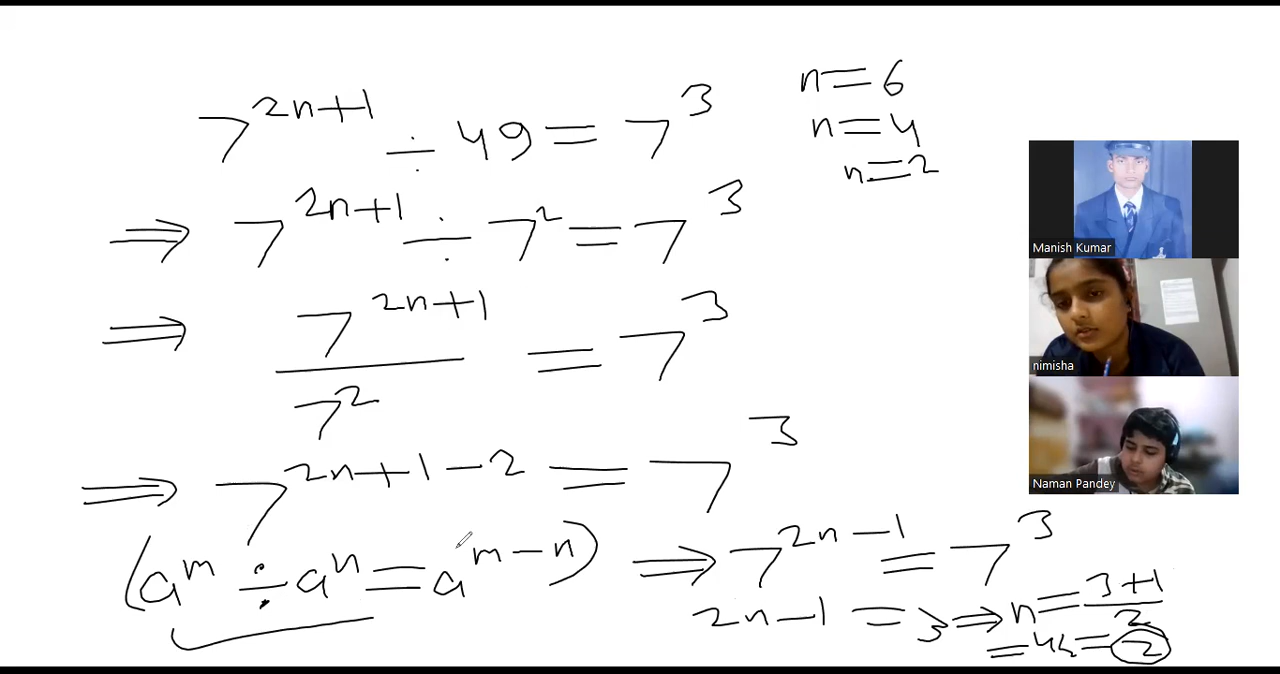 7^{2n+1} ÷ 49 = 7^3
n=6
n=4
n=2
⇒ 7^{2n+1} ÷ 7^2 = 7^3
⇒ 7^{2n+1} / 7^2 = 7^3
⇒ 7^{2n+1-2} = 7^3
(a^m ÷ a^n = a^{m-n}) ⇒ 7^{2n-1} = 7^3
2n-1 = 3 ⇒ n = 3+1 / 2
= 4/2 = 2
Manish Kumar
nimisha
Naman Pandey